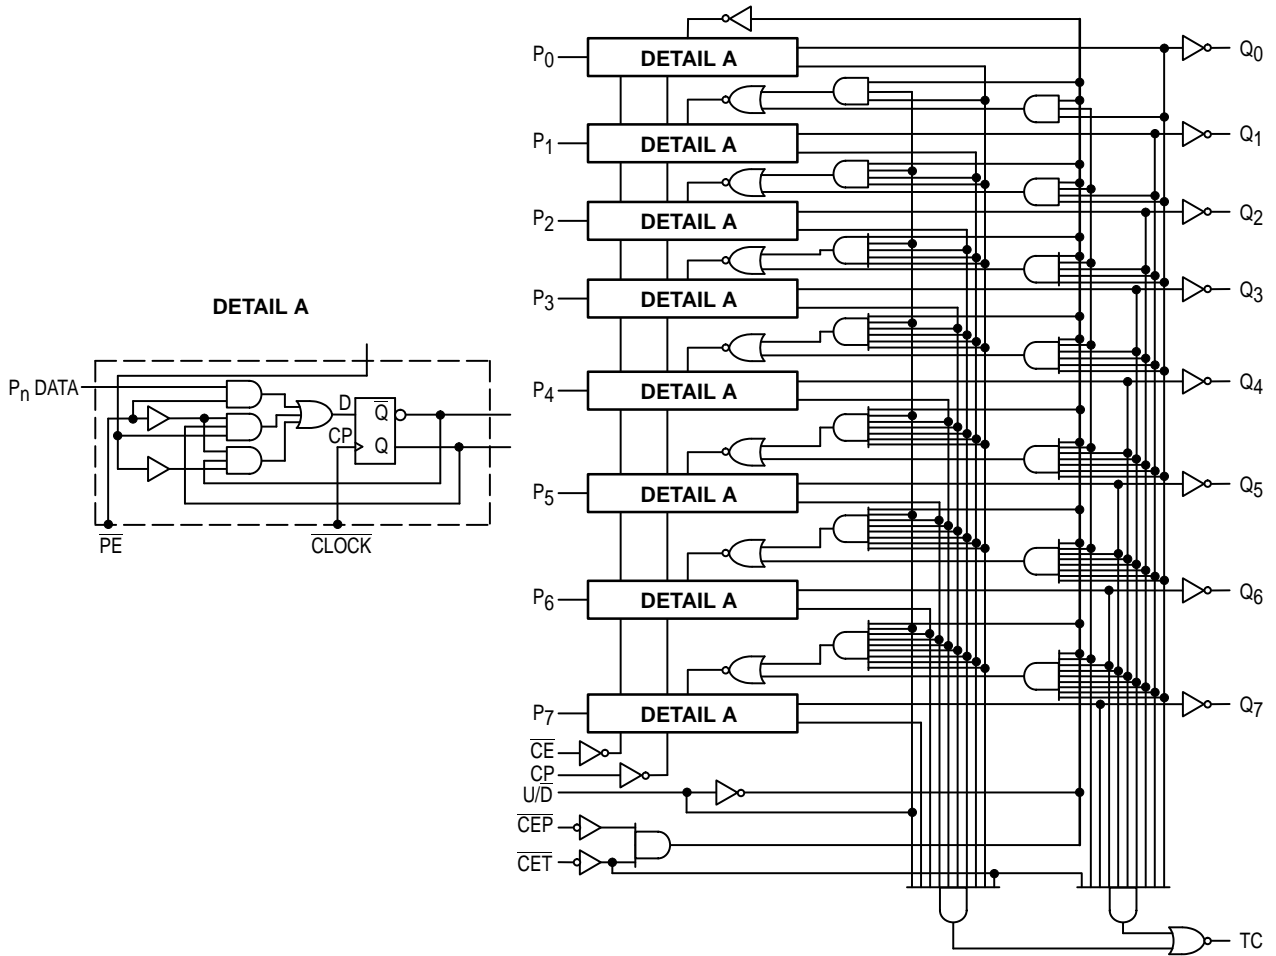 DETAIL A
Pn DATA
D
Q
CP
Q
PE
CLOCK
P0 DETAIL A Q0
P1 DETAIL A Q1
P2 DETAIL A Q2
P3 DETAIL A Q3
P4 DETAIL A Q4
P5 DETAIL A Q5
P6 DETAIL A Q6
P7 DETAIL A Q7
CE
CP
U/D
CEP
CET
TC